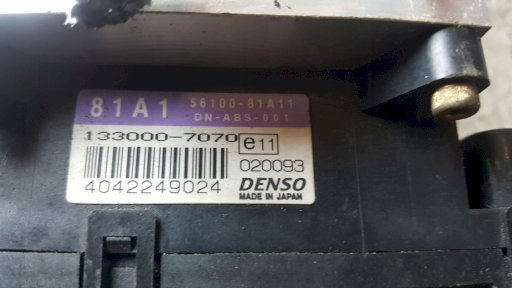 81A1 56100-81A11
DN-ABS-001
133000-7070 e11
020093
4042249024 DENSO
MADE IN JAPAN